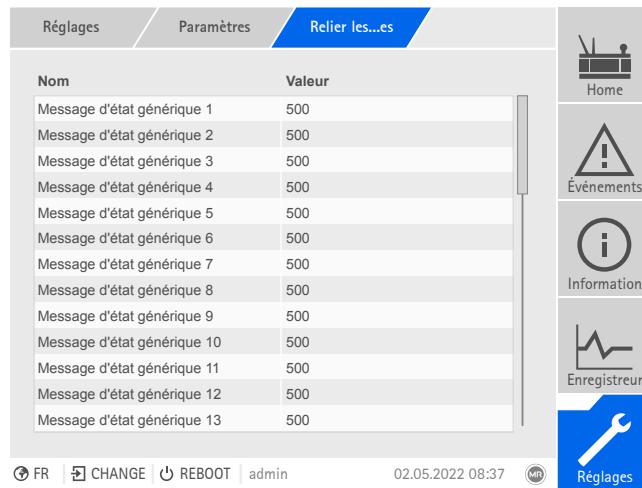 Réglages Paramètres Relier les...es
Nom Valeur
Message d'état générique 1 500
Message d'état générique 2 500
Message d'état générique 3 500
Message d'état générique 4 500
Message d'état générique 5 500
Message d'état générique 6 500
Message d'état générique 7 500
Message d'état générique 8 500
Message d'état générique 9 500
Message d'état générique 10 500
Message d'état générique 11 500
Message d'état générique 12 500
Message d'état générique 13 500
Home
Événements
Information
Enregistreur
Réglages
FR CHANGE REBOOT admin 02.05.2022 08:37 MR